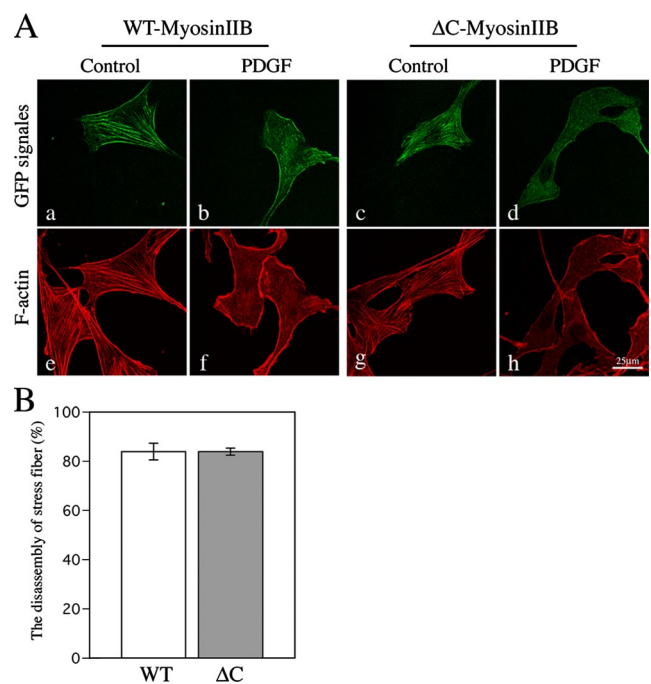 A
WT-MyosinIIB
ΔC-MyosinIIB
Control
PDGF
Control
PDGF
GFP signales
a
b
c
d
F-actin
e
f
g
h
25μm
B
The disassembly of stress fiber (%)
100
80
60
40
20
0
WT
ΔC